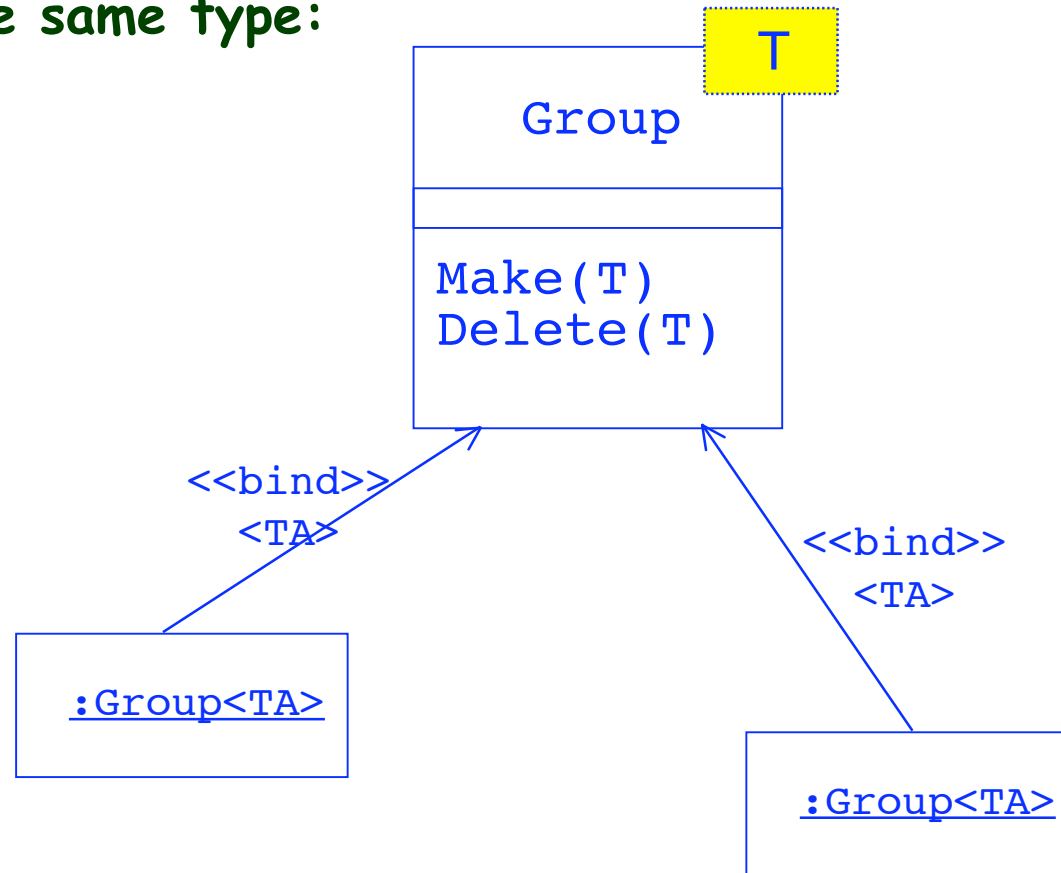 e same type:
T
Group
Make(T)
Delete(T)
<<bind>>
<TA>
<<bind>>
<TA>
:Group<TA>
:Group<TA>